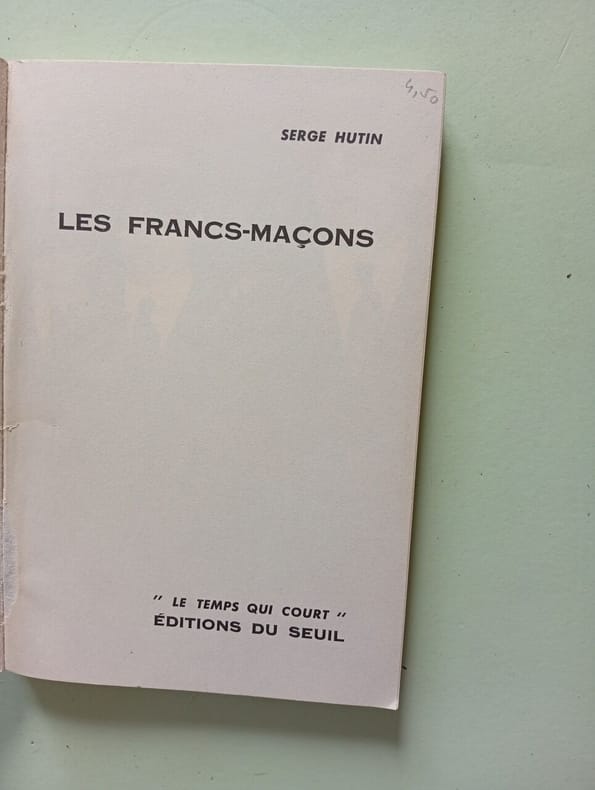 4,50
SERGE HUTIN
LES FRANCS-MAÇONS
" LE TEMPS QUI COURT "
ÉDITIONS DU SEUIL